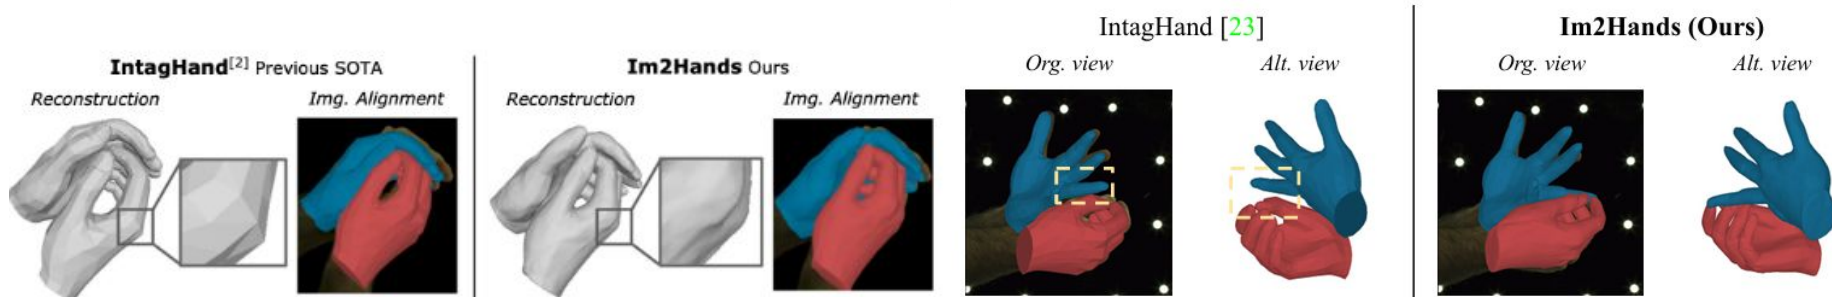 IntagHand[2] Previous SOTA
Reconstruction
Img. Alignment
Im2Hands Ours
Reconstruction
Img. Alignment
IntagHand [23]
Org. view
Alt. view
Im2Hands (Ours)
Org. view
Alt. view